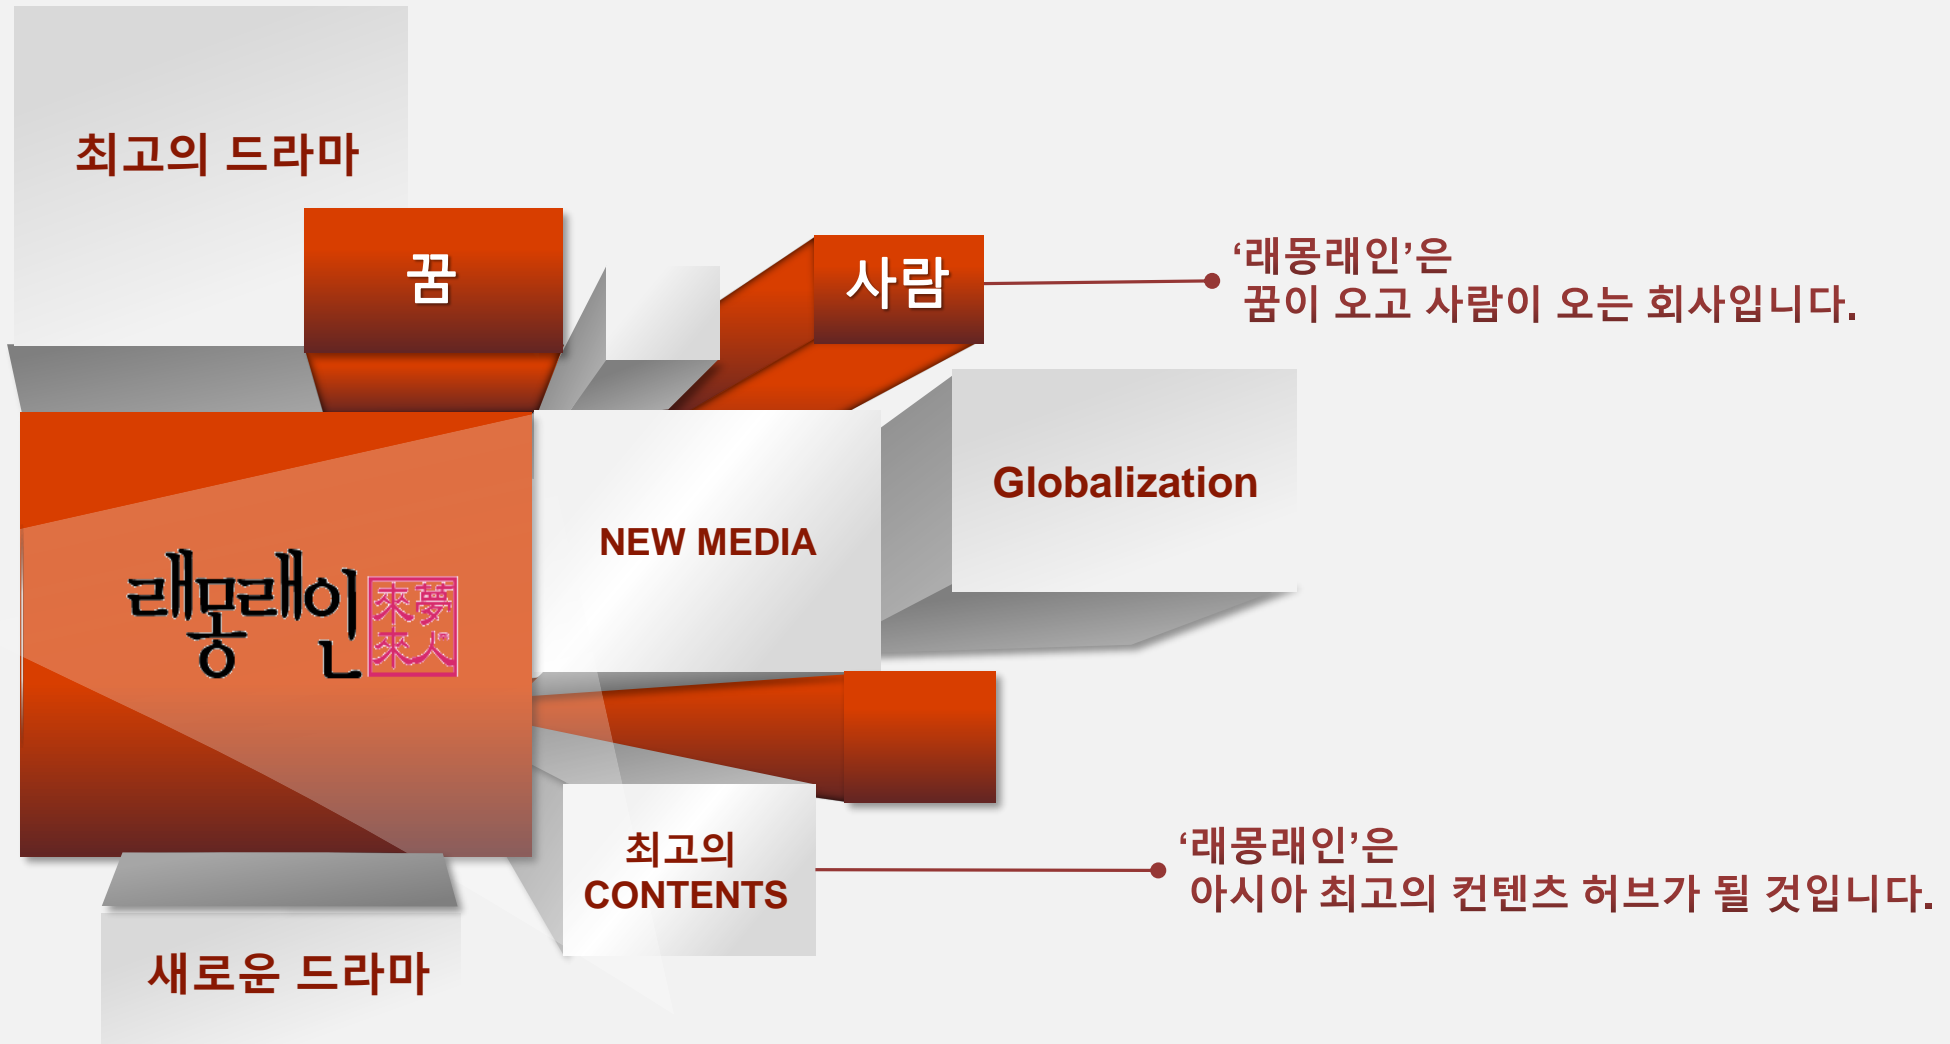 최고의 드라마
꿈
사람
‘래몽래인’은
꿈이 오고 사람이 오는 회사입니다.
Globalization
NEW MEDIA
래몽래인
來夢
來人
최고의
CONTENTS
‘래몽래인’은
아시아 최고의 컨텐츠 허브가 될 것입니다.
새로운 드라마